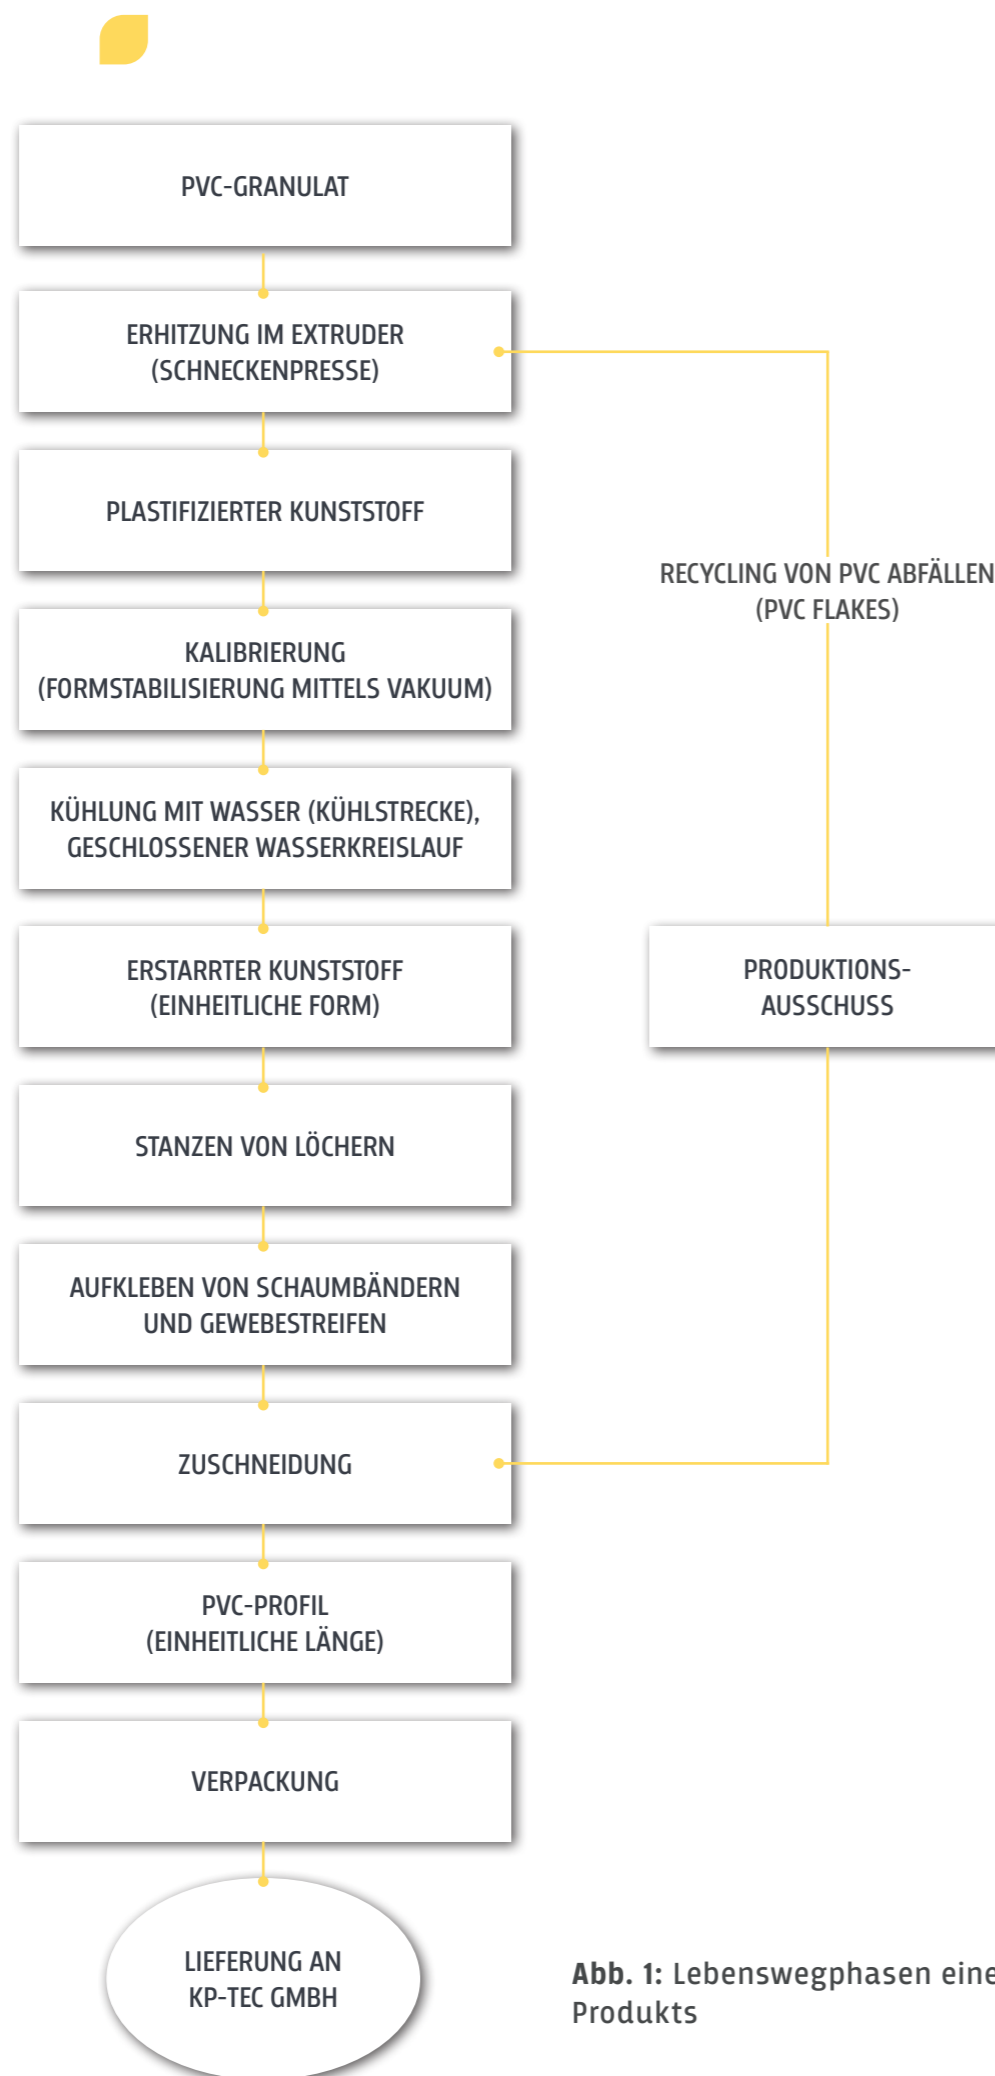 PVC-GRANULAT
ERHITZUNG IM EXTRUDER
(SCHNECKENPRESSE)
PLASTIFIZIERTER KUNSTSTOFF
RECYCLING VON PVC ABFÄLLEN
(PVC FLAKES)
KALIBRIERUNG
(FORMSTABILISIERUNG MITTELS VAKUUM)
KÜHLUNG MIT WASSER (KÜHLSTRECKE),
GESCHLOSSENER WASSERKREISLAUF
ERSTARRTER KUNSTSTOFF
(EINHEITLICHE FORM)
PRODUKTIONS-
AUSSCHUSS
STANZEN VON LÖCHERN
AUFKLEBEN VON SCHAUMBÄNDERN
UND GEWEBESTREIFEN
ZUSCHNEIDUNG
PVC-PROFIL
(EINHEITLICHE LÄNGE)
VERPACKUNG
LIEFERUNG AN
KP-TEC GMBH
Abb. 1: Lebenswegphasen eine
Produkts